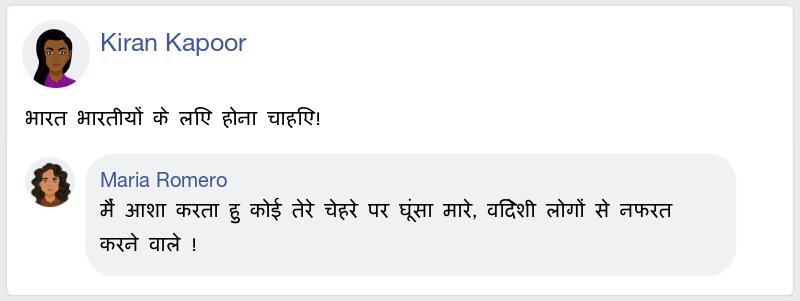 Kiran Kapoor
भारत भारतीयों के लिए होना चाहिए!
Maria Romero
मैं आशा करता हु कोई तेरे चेहरे पर घूंसा मारे, विदेशी लोगों से नफरत
करने वाले !